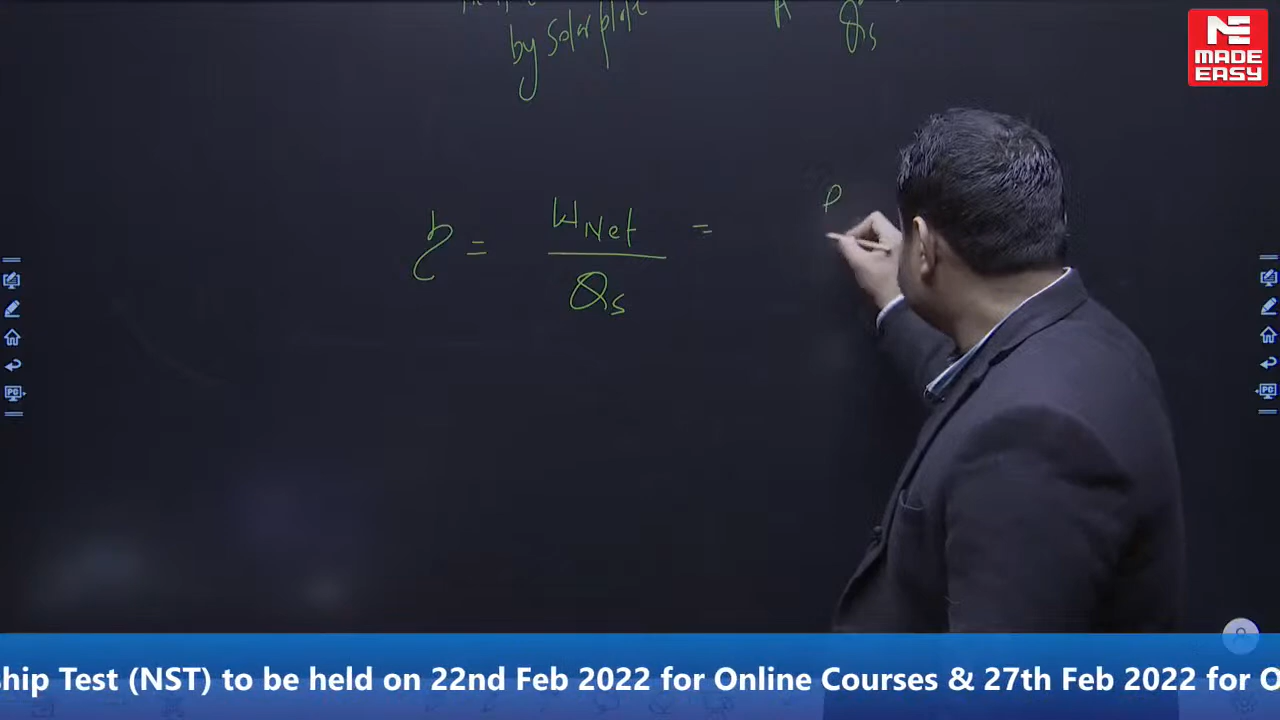 by Solar plate
Qs
MADE
EASY
η = WNet / Qs = P
ship Test (NST) to be held on 22nd Feb 2022 for Online Courses & 27th Feb 2022 for O